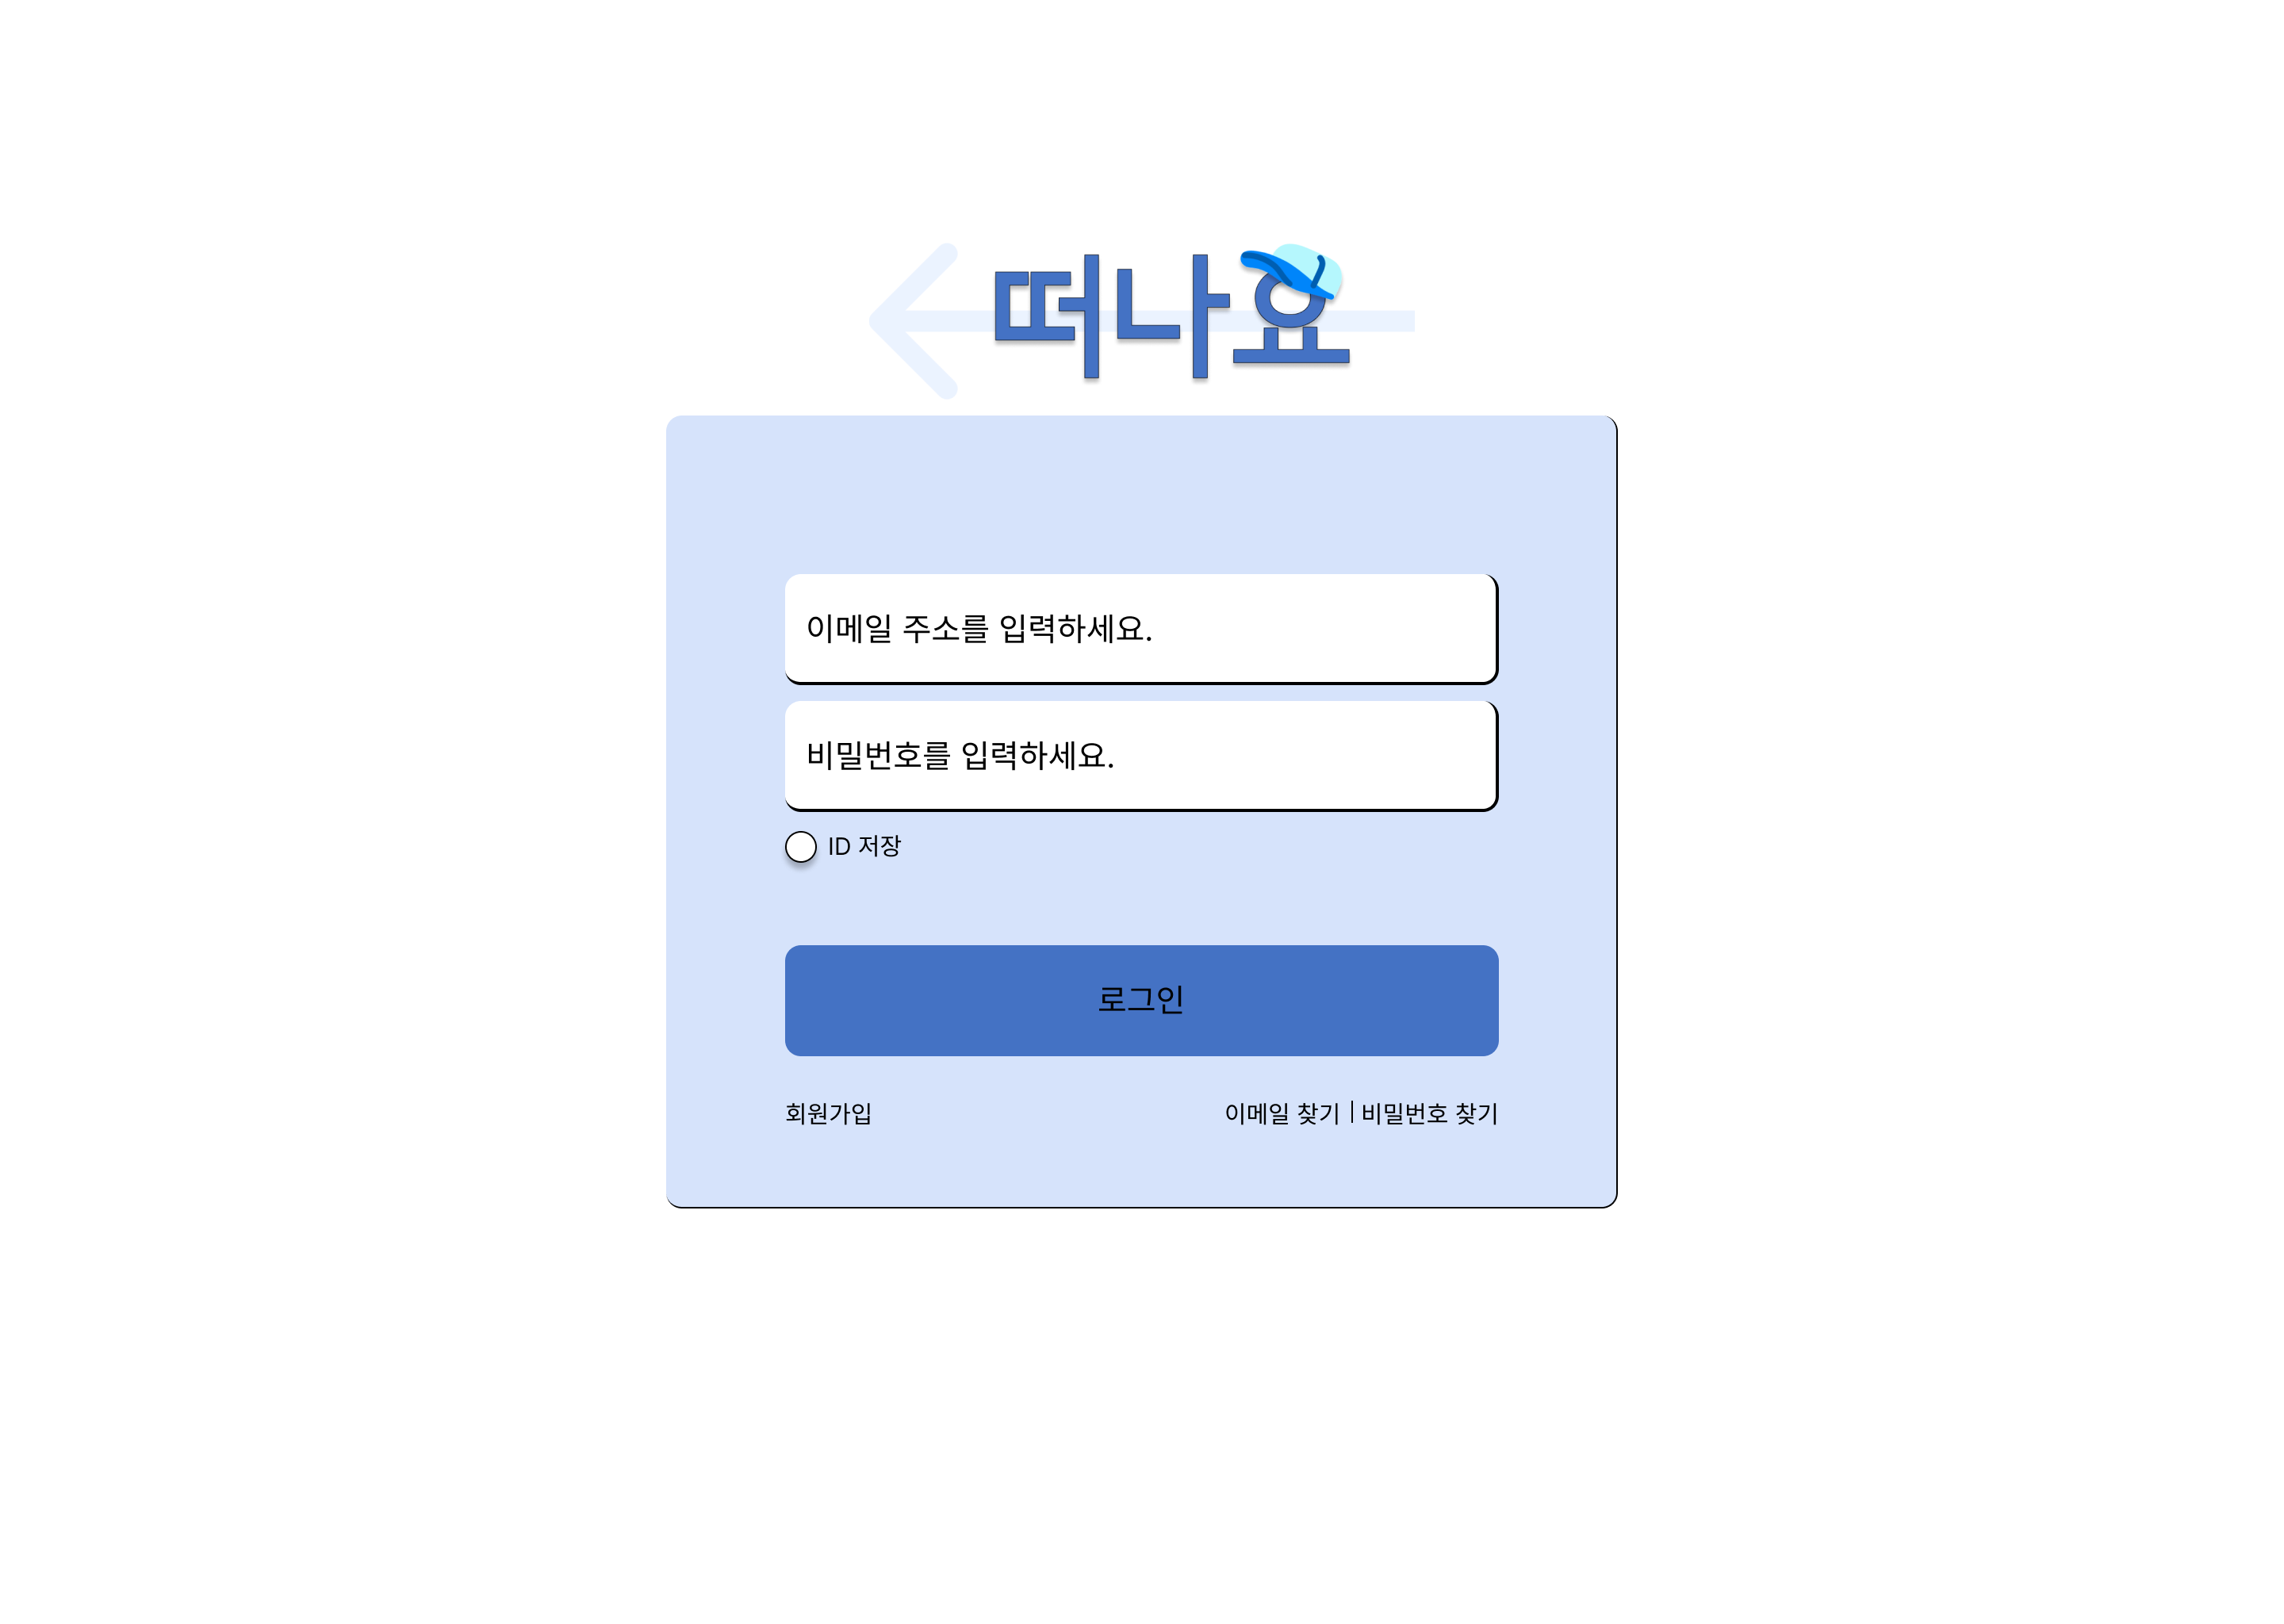 떠나요
이메일 주소를 입력하세요.
비밀번호를 입력하세요.
ID 저장
로그인
회원가입
이메일 찾기 | 비밀번호 찾기